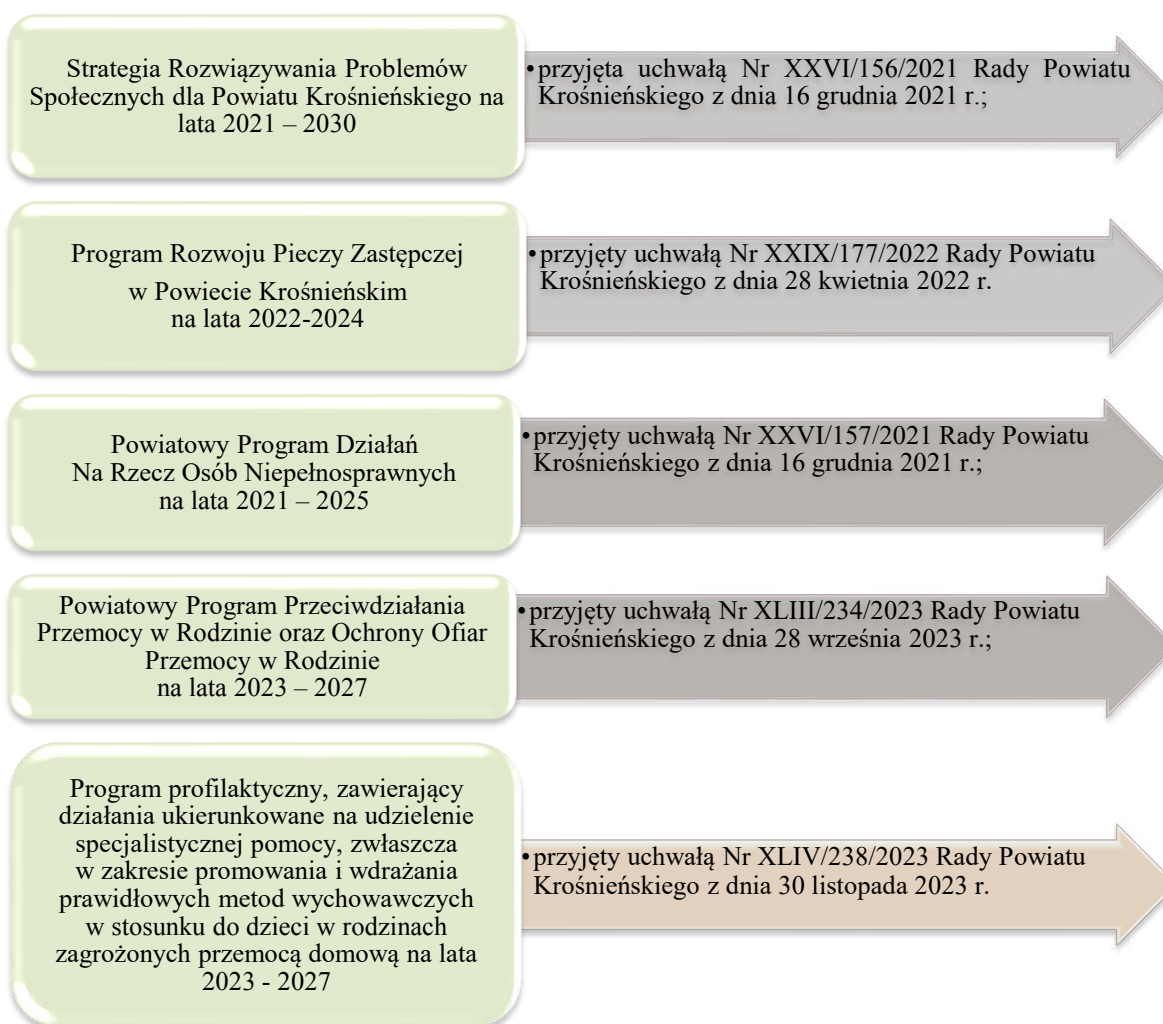 Strategia Rozwiązywania Problemów
Społecznych dla Powiatu Krośnieńskiego na
lata 2021 – 2030
•przyjęta uchwałą Nr XXVI/156/2021 Rady Powiatu
Krośnieńskiego z dnia 16 grudnia 2021 r.;
Program Rozwoju Pieczy Zastępczej
w Powiecie Krośnieńskim
na lata 2022-2024
•przyjęty uchwałą Nr XXIX/177/2022 Rady Powiatu
Krośnieńskiego z dnia 28 kwietnia 2022 r.
Powiatowy Program Działań
Na Rzecz Osób Niepełnosprawnych
na lata 2021 – 2025
•przyjęty uchwałą Nr XXVI/157/2021 Rady Powiatu
Krośnieńskiego z dnia 16 grudnia 2021 r.;
Powiatowy Program Przeciwdziałania
Przemocy w Rodzinie oraz Ochrony Ofiar
Przemocy w Rodzinie
na lata 2023 – 2027
•przyjęty uchwałą Nr XLIII/234/2023 Rady Powiatu
Krośnieńskiego z dnia 28 września 2023 r.;
Program profilaktyczny, zawierający
działania ukierunkowane na udzielenie
specjalistycznej pomocy, zwłaszcza
w zakresie promowania i wdrażania
prawidłowych metod wychowawczych
w stosunku do dzieci w rodzinach
zagrożonych przemocą domową na lata
2023 - 2027
•przyjęty uchwałą Nr XLIV/238/2023 Rady Powiatu
Krośnieńskiego z dnia 30 listopada 2023 r.